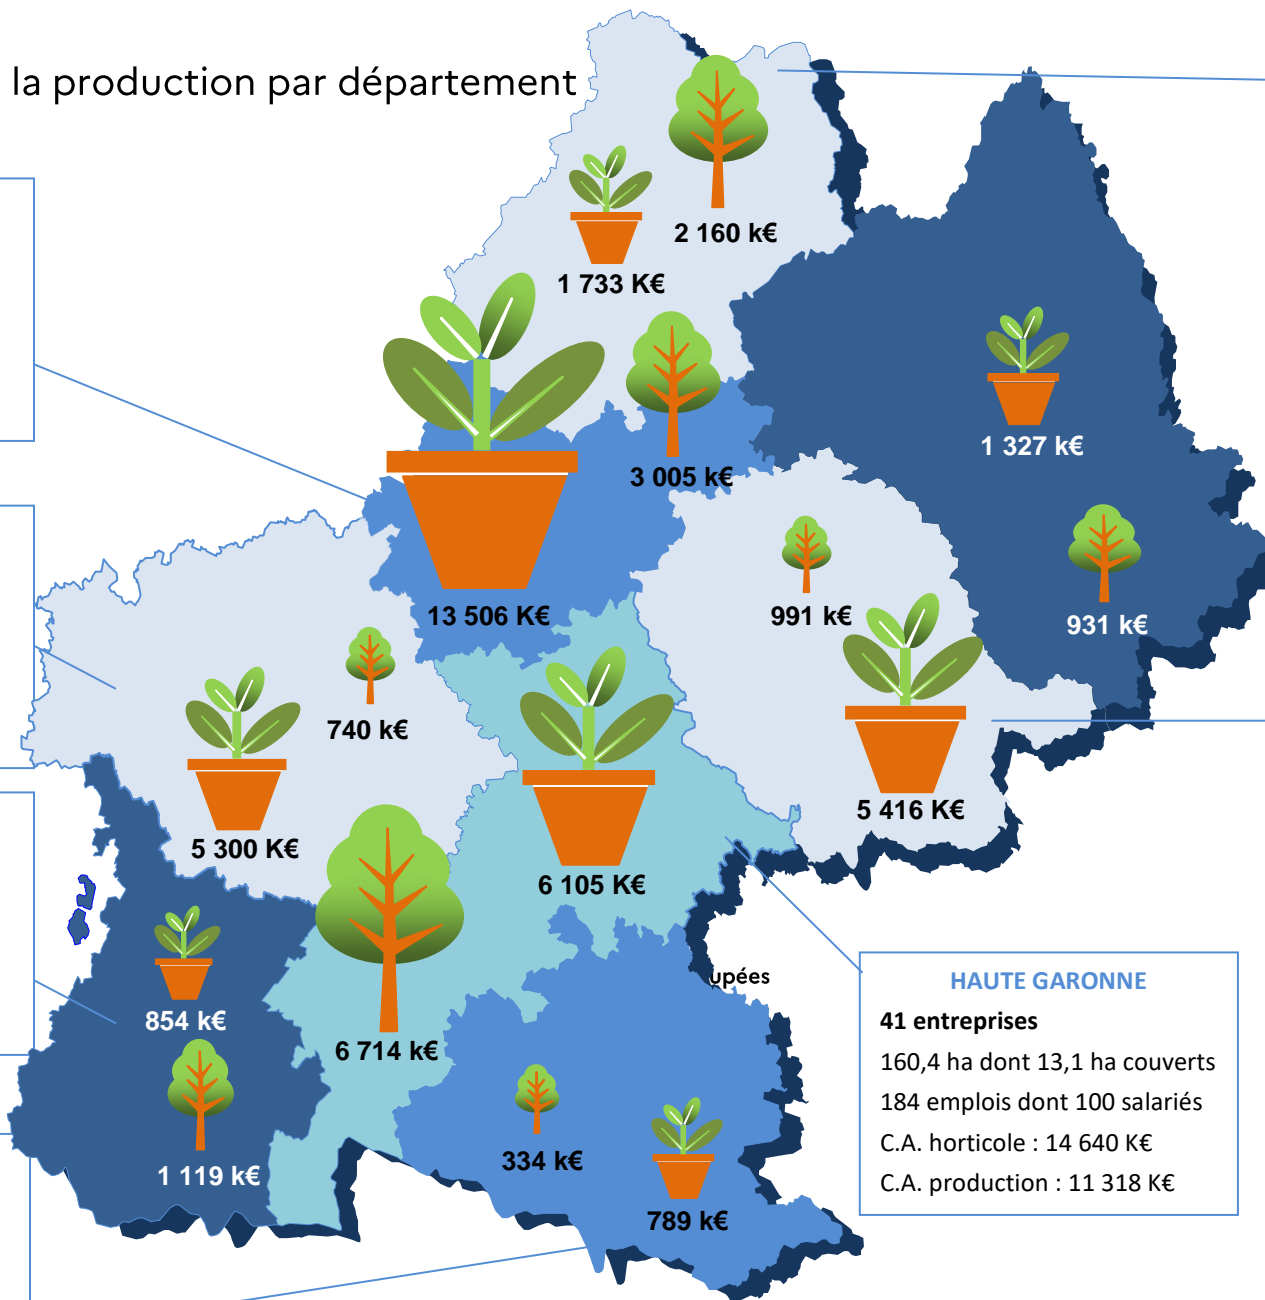 la production par département
2 160 k€
1 733 K€
3 005 k€
1 327 k€
13 506 K€
991 k€
931 k€
740 k€
5 300 K€
5 416 K€
6 105 K€
854 k€
6 714 k€
1 119 k€
334 k€
789 k€
upées
HAUTE GARONNE
41 entreprises
160,4 ha dont 13,1 ha couverts
184 emplois dont 100 salariés
C.A. horticole : 14 640 K€
C.A. production : 11 318 K€